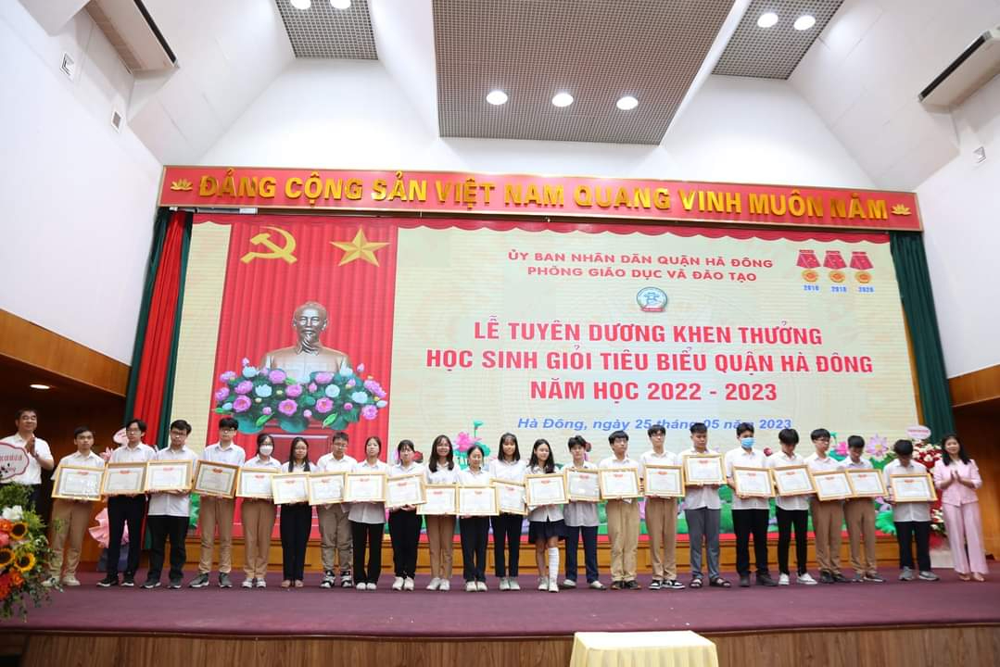 ĐẢNG CỘNG SẢN VIỆT NAM QUANG VINH MUÔN NĂM
ỦY BAN NHÂN DÂN QUẬN HÀ ĐÔNG
PHÒNG GIÁO DỤC VÀ ĐÀO TẠO
2010 2015 2020
LỄ TUYÊN DƯƠNG KHEN THƯỞNG
HỌC SINH GIỎI TIÊU BIỂU QUẬN HÀ ĐÔNG
NĂM HỌC 2022 - 2023
Hà Đông, ngày 25 tháng 05 năm 2023